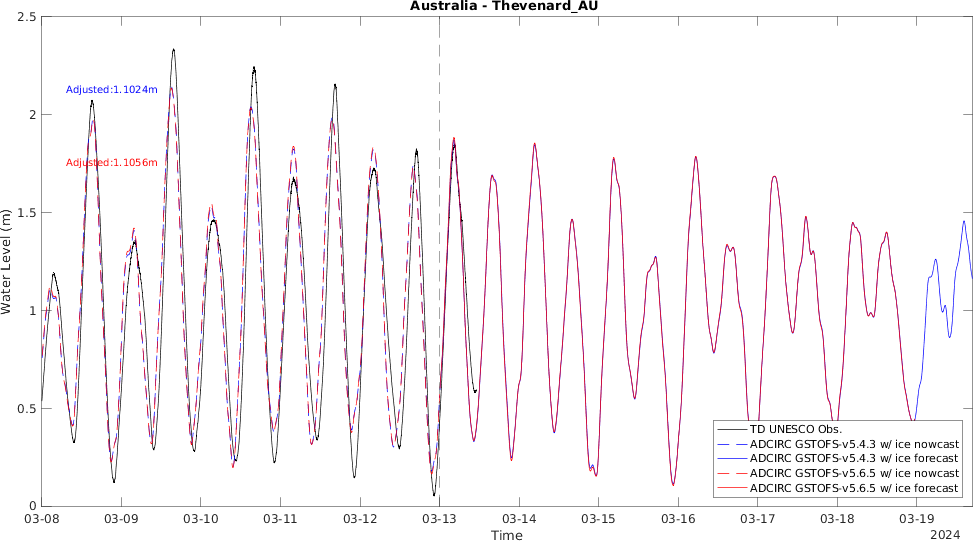 Australia - Thevenard_AU
2.5
2
1.5
1
0.5
0
Water Level (m)
Adjusted:1.1024m
Adjusted:1.1056m
TD UNESCO Obs.
ADCIRC GSTOFS-v5.4.3 w/ ice nowcast
ADCIRC GSTOFS-v5.4.3 w/ ice forecast
ADCIRC GSTOFS-v5.6.5 w/ ice nowcast
ADCIRC GSTOFS-v5.6.5 w/ ice forecast
03-08 03-09 03-10 03-11 03-12 03-13 03-14 03-15 03-16 03-17 03-18 03-19
Time
2024